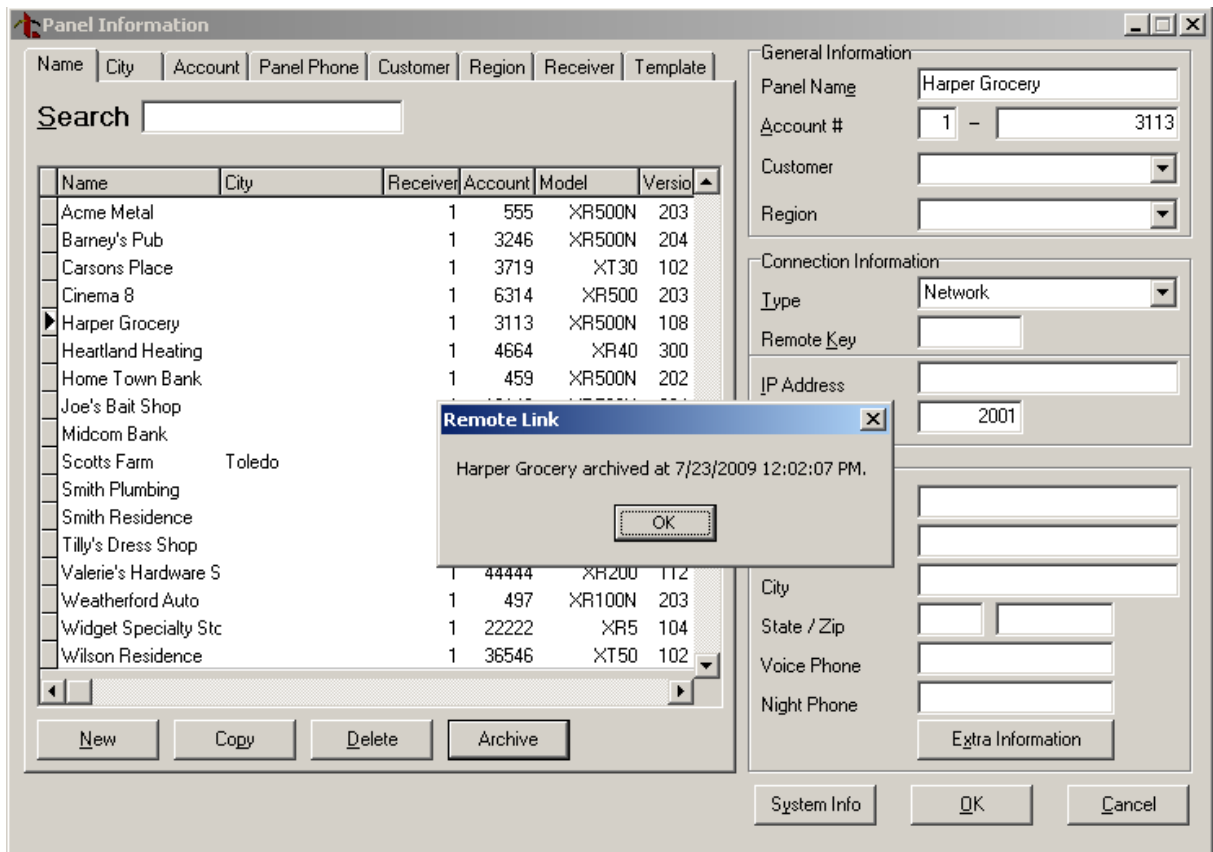 Panel Information
Name City Account Panel Phone Customer Region Receiver Template
Search
Name City Receiver Account Model Versio
Acme Metal 1 555 XR500N 203
Barney's Pub 1 3246 XR500N 204
Carsons Place 1 3719 XT30 102
Cinema 8 1 6314 XR500 203
Harper Grocery 1 3113 XR500N 108
Heartland Heating 1 4664 XR40 300
Home Town Bank 1 459 XR500N 202
Joe's Bait Shop
Midcom Bank
Scotts Farm Toledo
Smith Plumbing
Smith Residence
Tilly's Dress Shop
Valerie's Hardware S 1 44444 XR200 112
Weatherford Auto 1 497 XR100N 203
Widget Specialty Stc 1 22222 XR5 104
Wilson Residence 1 36546 XT50 102
New Copy Delete Archive
General Information
Panel Name Harper Grocery
Account # 1 - 3113
Customer
Region
Connection Information
Type Network
Remote Key
IP Address
2001
Remote Link
Harper Grocery archived at 7/23/2009 12:02:07 PM.
OK
City
State / Zip
Voice Phone
Night Phone
Extra Information
System Info OK Cancel